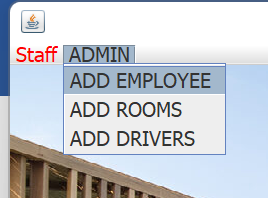 Staff ADMIN
ADD EMPLOYEE
ADD ROOMS
ADD DRIVERS